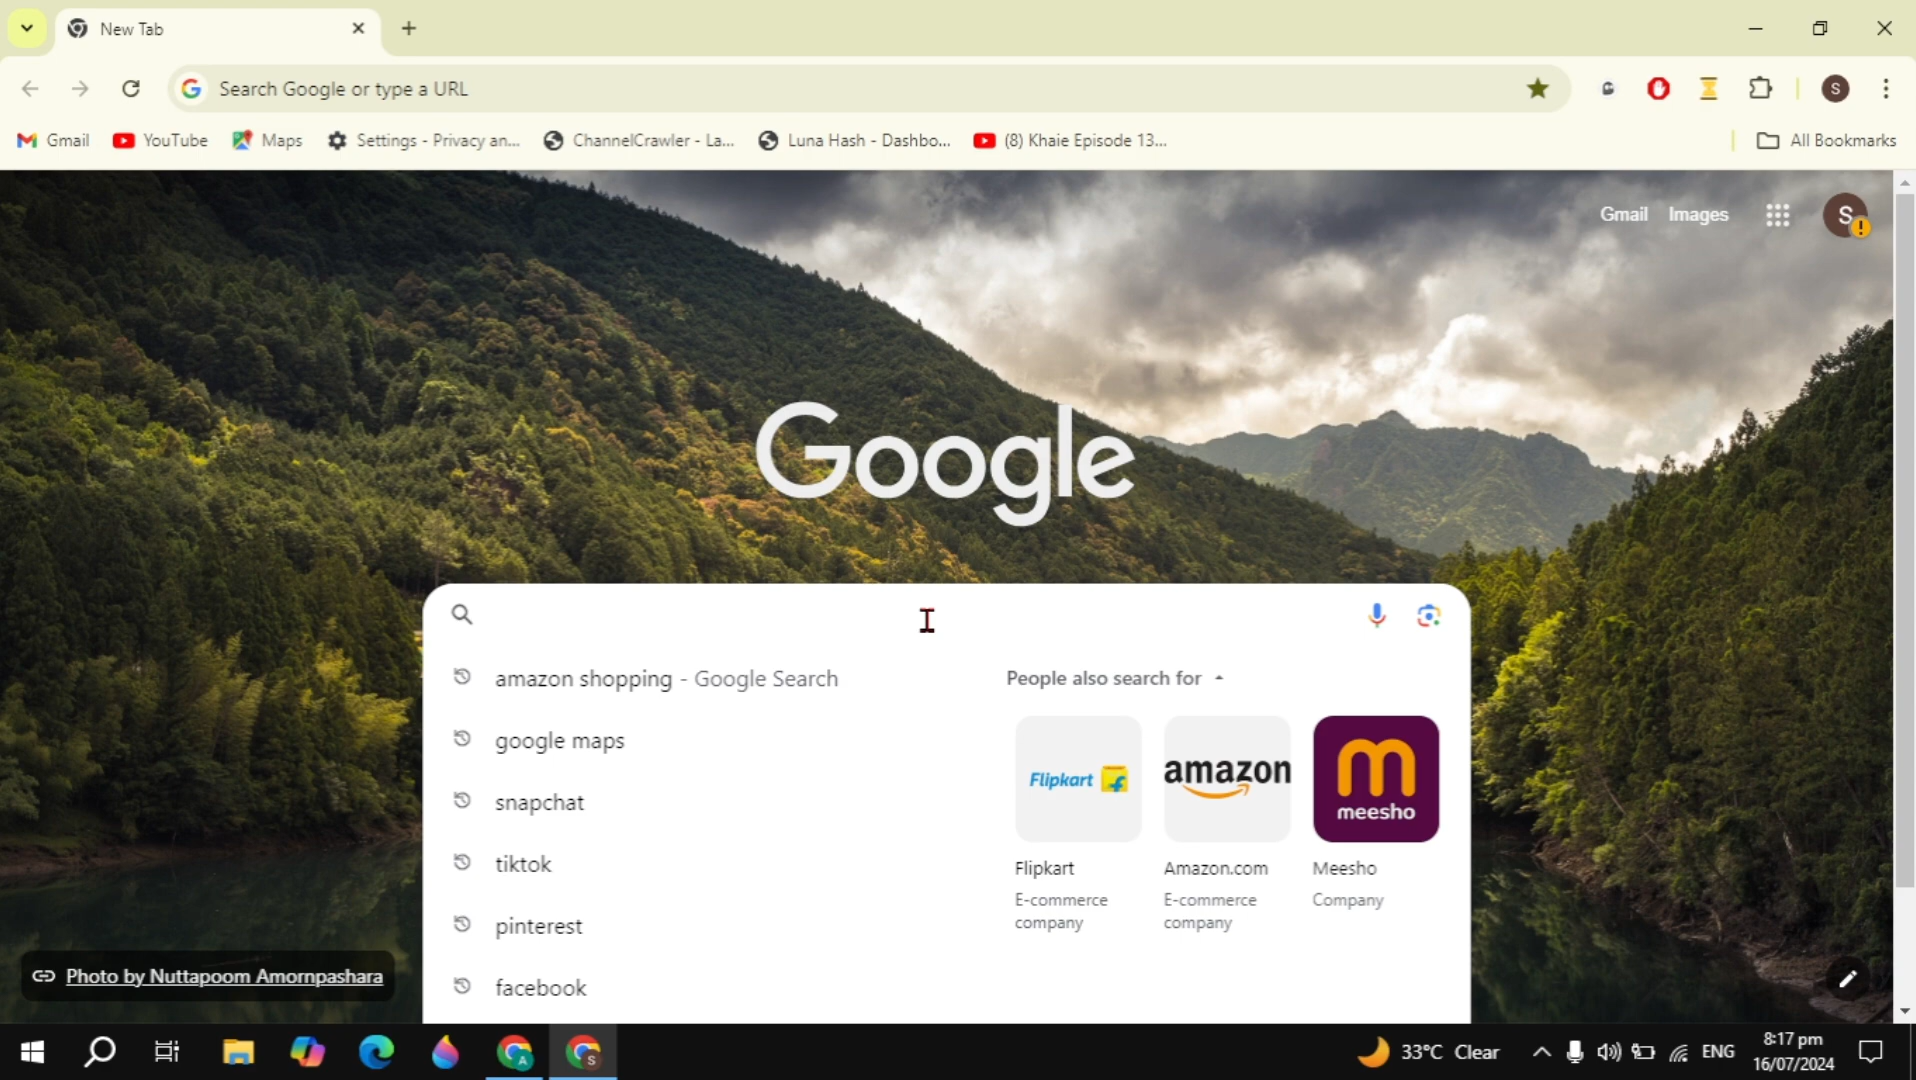 New Tab
Search Google or type a URL
S
Gmail
YouTube
Maps
Settings - Privacy an...
ChannelCrawler - La...
Luna Hash - Dashbo...
(8) Khaie Episode 13...
All Bookmarks
Gmail
Images
S
Google
amazon shopping - Google Search
google maps
snapchat
tiktok
pinterest
facebook
People also search for
Flipkart
amazon
meesho
Flipkart
E-commerce
company
Amazon.com
E-commerce
company
Meesho
Company
Photo by Nuttapoom Amornpashara
A
S
33°C Clear
ENG
8:17 pm
16/07/2024